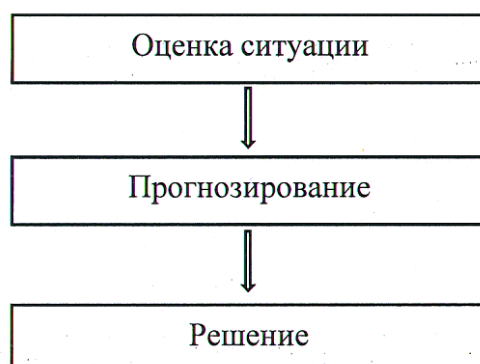 Оценка ситуации
Прогнозирование
Решение